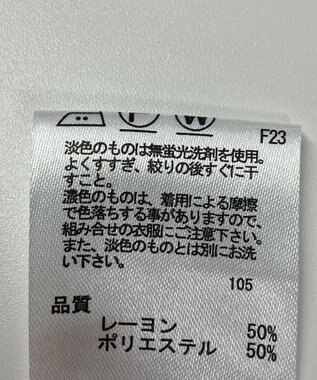 F W
F23
淡色のものは無蛍光洗剤を使用。
よくすすぎ、絞りの後すぐに干
すこと。
濃色のものは、着用による摩擦
で色落ちする事がありますので、
組み合せの衣服にご注意下さい。
また、淡色のものとは別にお洗
い下さい。
105
品質
レーヨン 50%
ポリエステル 50%